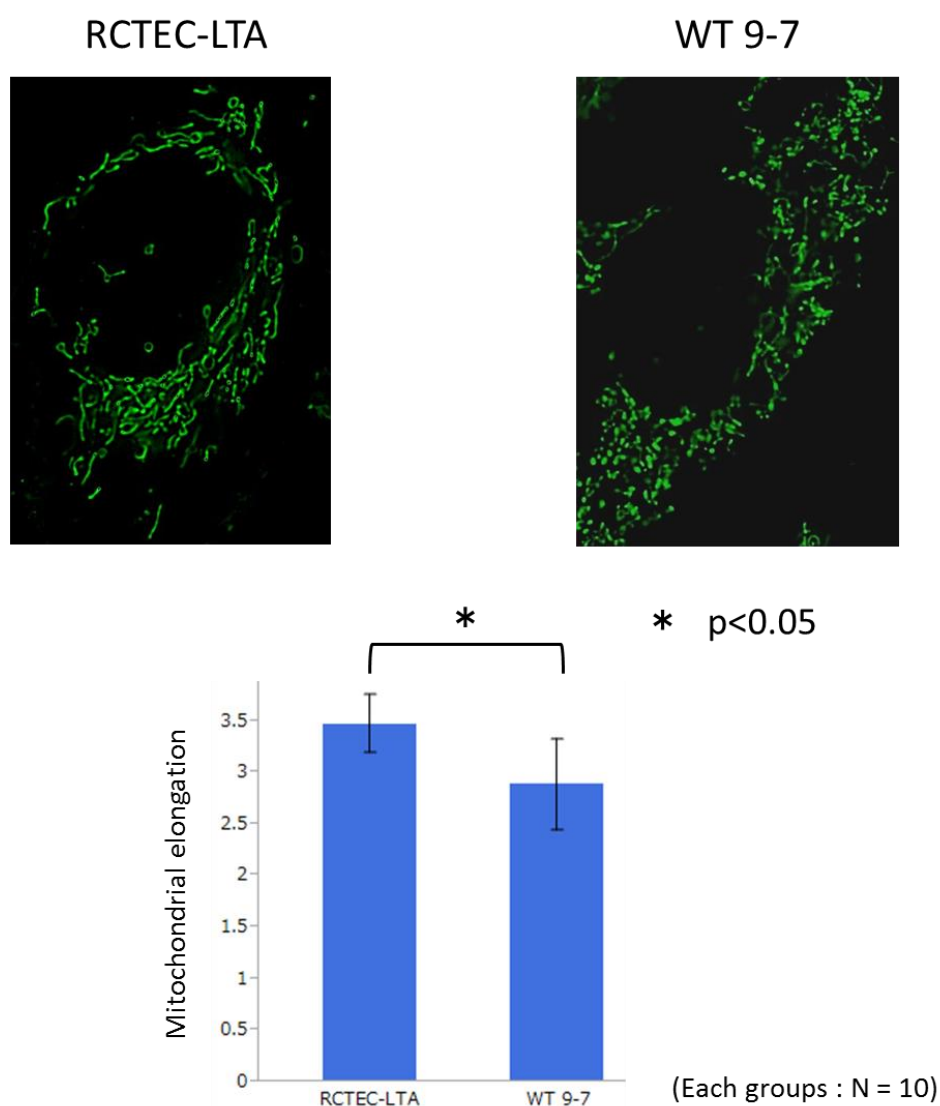 RCTEC-LTA
WT 9-7
*
* p<0.05
Mitochondrial elongation
3.5
3
2.5
2
1.5
1
0.5
0
RCTEC-LTA
WT 9-7
(Each groups : N = 10)